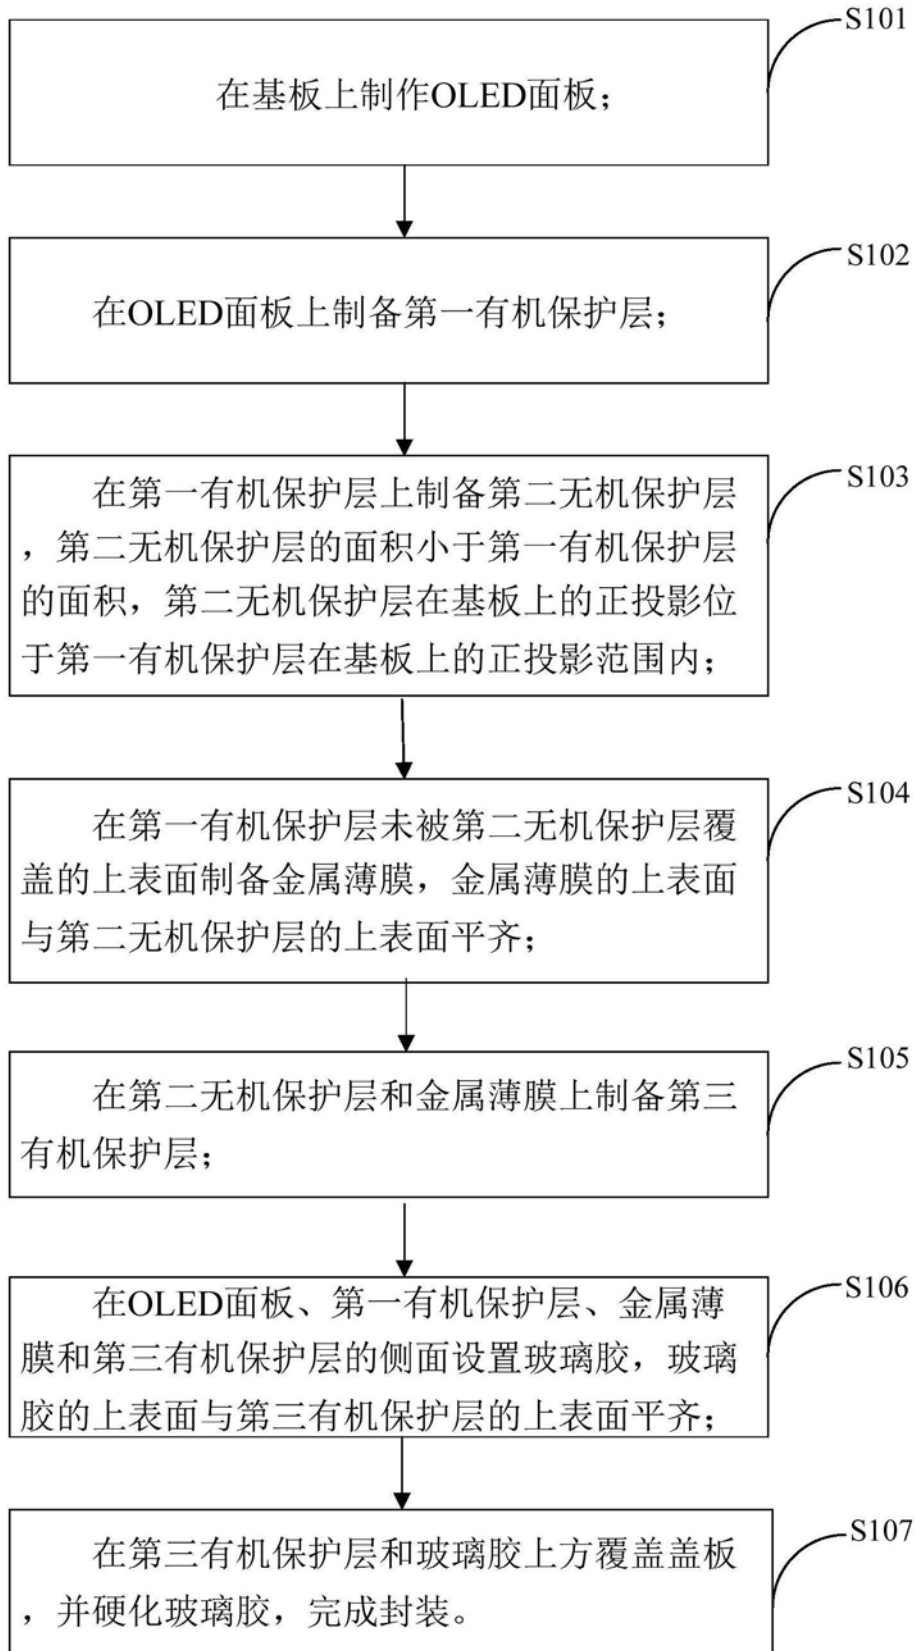 S101
在基板上制作OLED面板；
S102
在OLED面板上制备第一有机保护层；
S103
在第一有机保护层上制备第二无机保护层
，第二无机保护层的面积小于第一有机保护层
的面积，第二无机保护层在基板上的正投影位
于第一有机保护层在基板上的正投影范围内；
S104
在第一有机保护层未被第二无机保护层覆
盖的上表面制备金属薄膜，金属薄膜的上表面
与第二无机保护层的上表面平齐；
S105
在第二无机保护层和金属薄膜上制备第三
有机保护层；
S106
在OLED面板、第一有机保护层、金属薄
膜和第三有机保护层的侧面设置玻璃胶，玻璃
胶的上表面与第三有机保护层的上表面平齐；
S107
在第三有机保护层和玻璃胶上方覆盖盖板
，并硬化玻璃胶，完成封装。